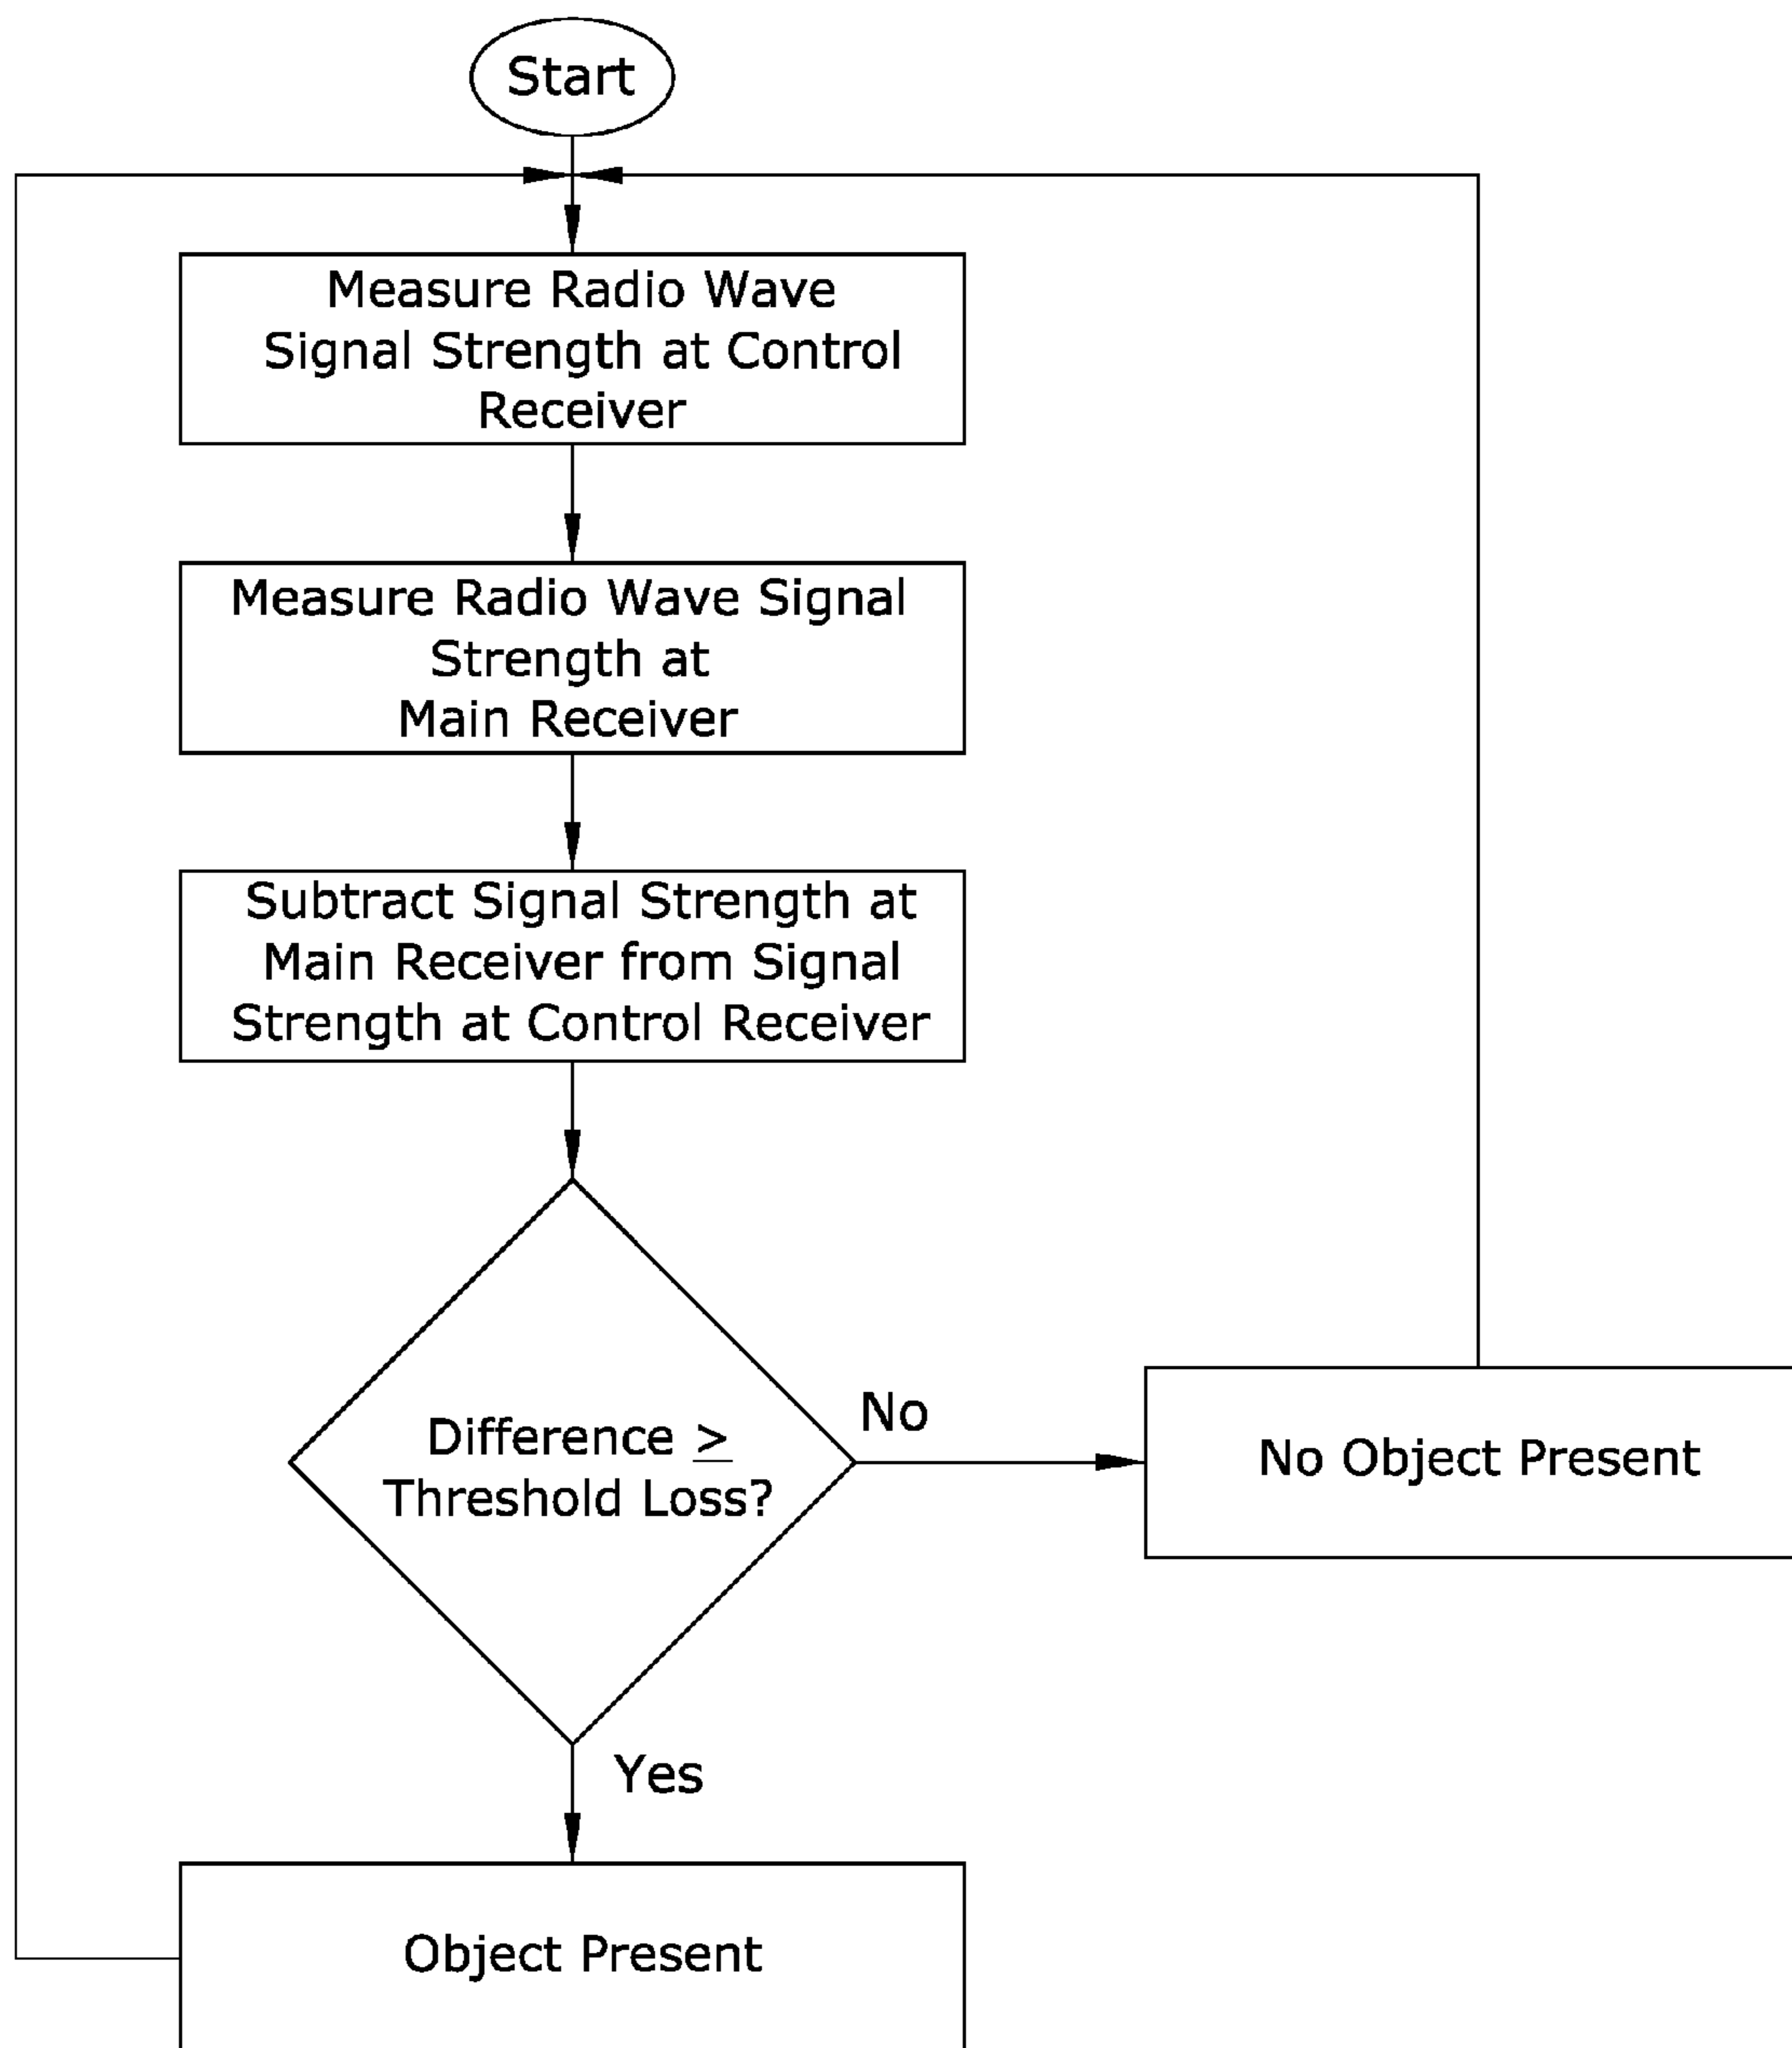 Start
Measure Radio Wave
Signal Strength at Control
Receiver
Measure Radio Wave Signal
Strength at
Main Receiver
Subtract Signal Strength at
Main Receiver from Signal
Strength at Control Receiver
Difference ≥
Threshold Loss?
No
No Object Present
Yes
Object Present